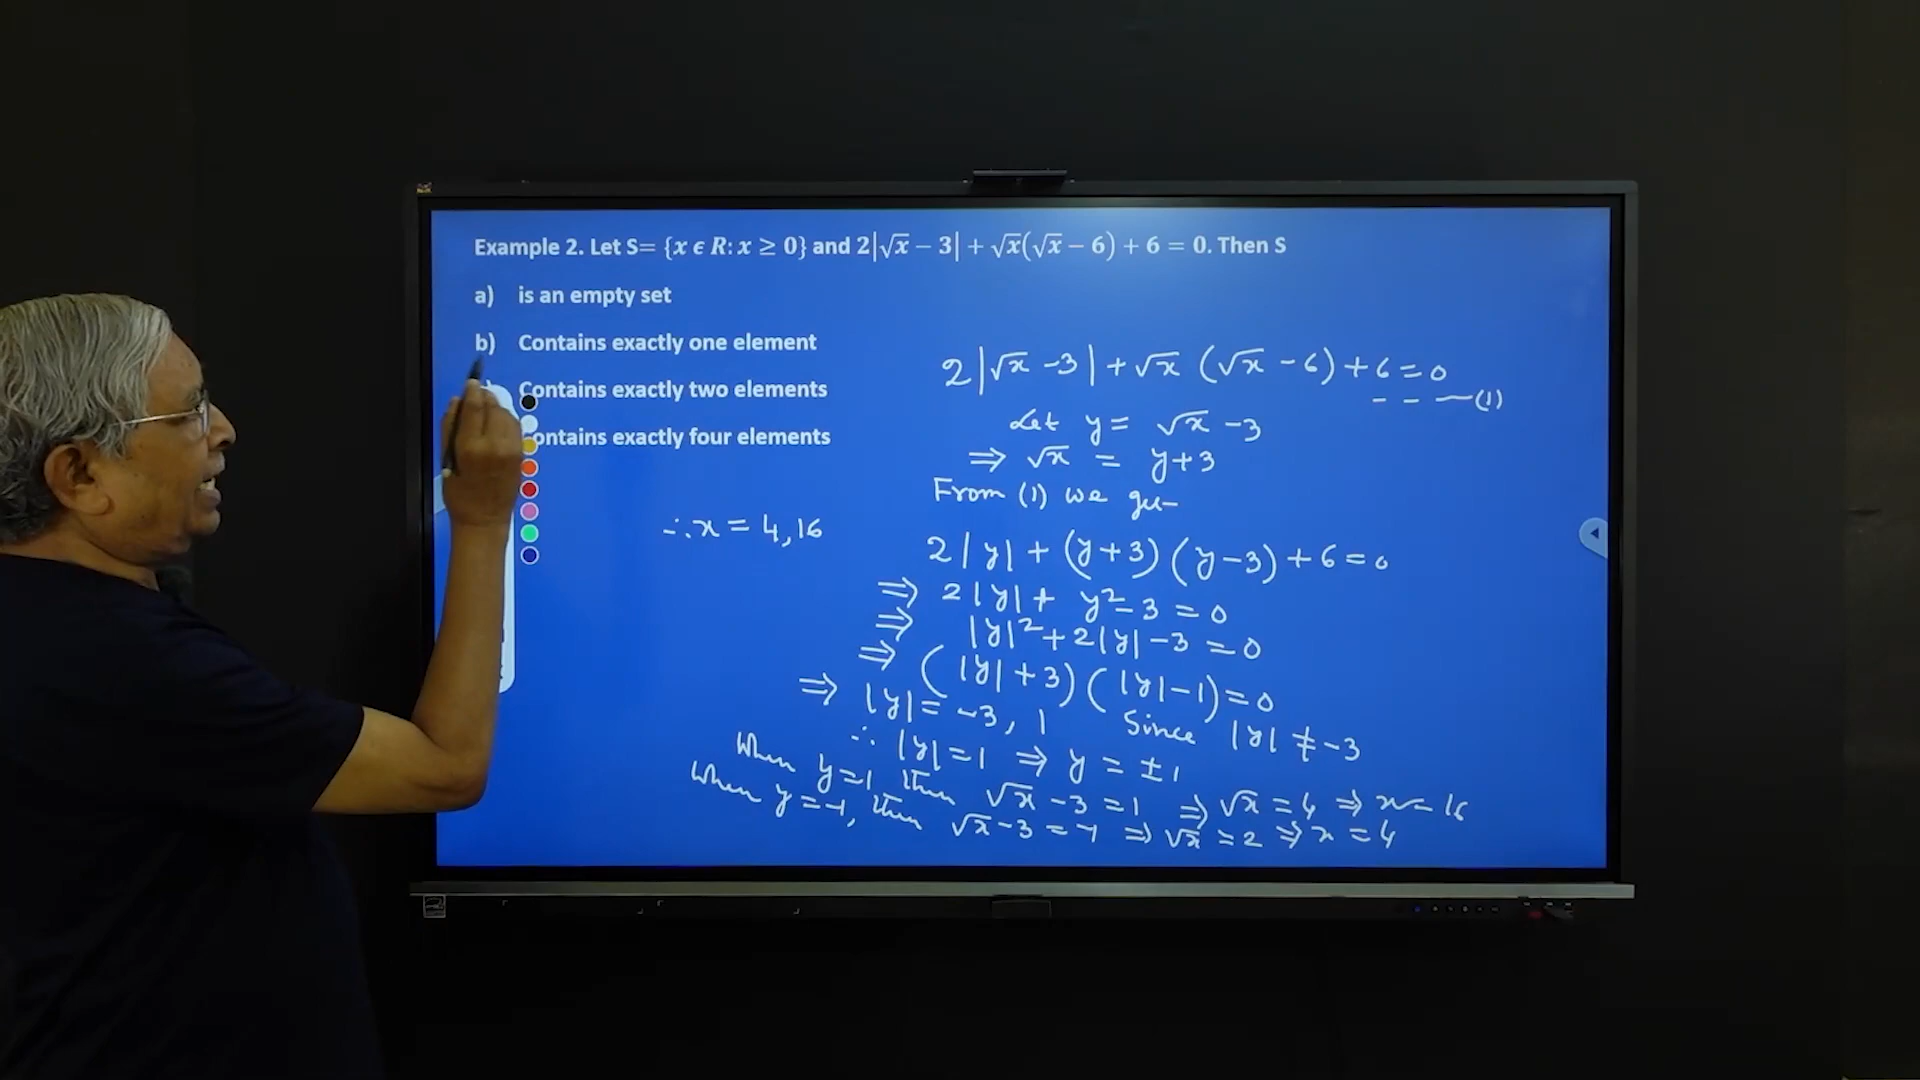 Example 2. Let S= {x ϵ R: x ≥ 0} and 2|√x − 3| + √x(√x − 6) + 6 = 0. Then S
a) is an empty set
b) Contains exactly one element
Contains exactly two elements
ontains exactly four elements
2|√x -3| + √x (√x -6) + 6 = 0
- - —(1)
Let y = √x -3
⇒ √x = y+3
From (1) we
2|y| + (y+3)(y-3) + 6 = 0
⇒ 2|y| + y²-3 = 0
⇒ |y|²+2|y|-3 = 0
⇒ (|y|+3)(|y|-1) = 0
⇒ |y| = -3, 1 Since |y| ≠ -3
∴ |y| = 1 ⇒ y = ±1
When y=1, then √x -3 = 1 ⇒ √x = 4 ⇒ x = 16
When y=-1, then √x-3 = -1 ⇒ √x = 2 ⇒ x = 4
∴ x = 4, 16